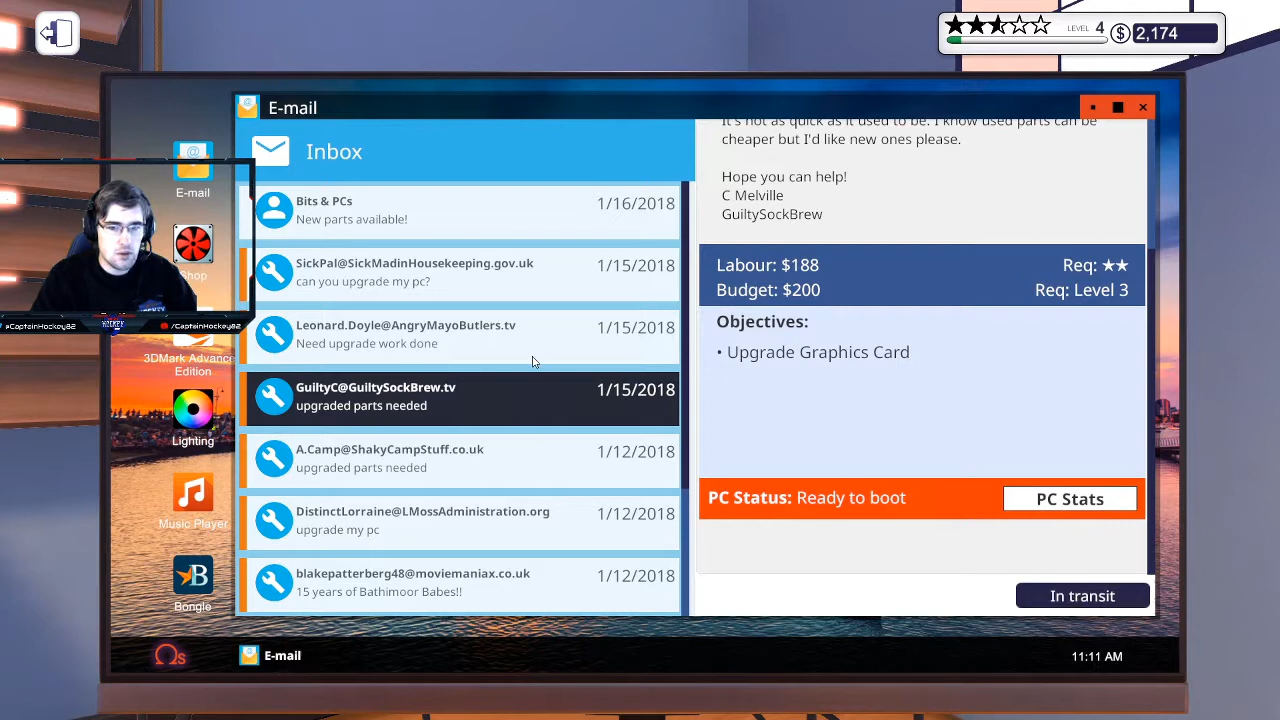 LEVEL 4 $ 2,174
E-mail
Inbox
E-mail
Shop
3DMark Advance
Edition
Lighting
Music Player
B
Bongle
Bits & PCs 1/16/2018
New parts available!
SickPal@SickMadinHousekeeping.gov.uk 1/15/2018
can you upgrade my pc?
Leonard.Doyle@AngryMayoButlers.tv 1/15/2018
Need upgrade work done
GuiltyC@GuiltySockBrew.tv 1/15/2018
upgraded parts needed
A.Camp@ShakyCampStuff.co.uk 1/12/2018
upgraded parts needed
DistinctLorraine@LMossAdministration.org 1/12/2018
upgrade my pc
blakepatterberg48@moviemaniax.co.uk 1/12/2018
15 years of Bathimoor Babes!!
It's not as quick as it used to be. I know used parts can be
cheaper but I'd like new ones please.
Hope you can help!
C Melville
GuiltySockBrew
Labour: $188 Req: ★★
Budget: $200 Req: Level 3
Objectives:
• Upgrade Graphics Card
PC Status: Ready to boot PC Stats
In transit
@CaptainHockey82 HOCKEY /CaptainHockey82
Ωs E-mail 11:11 AM